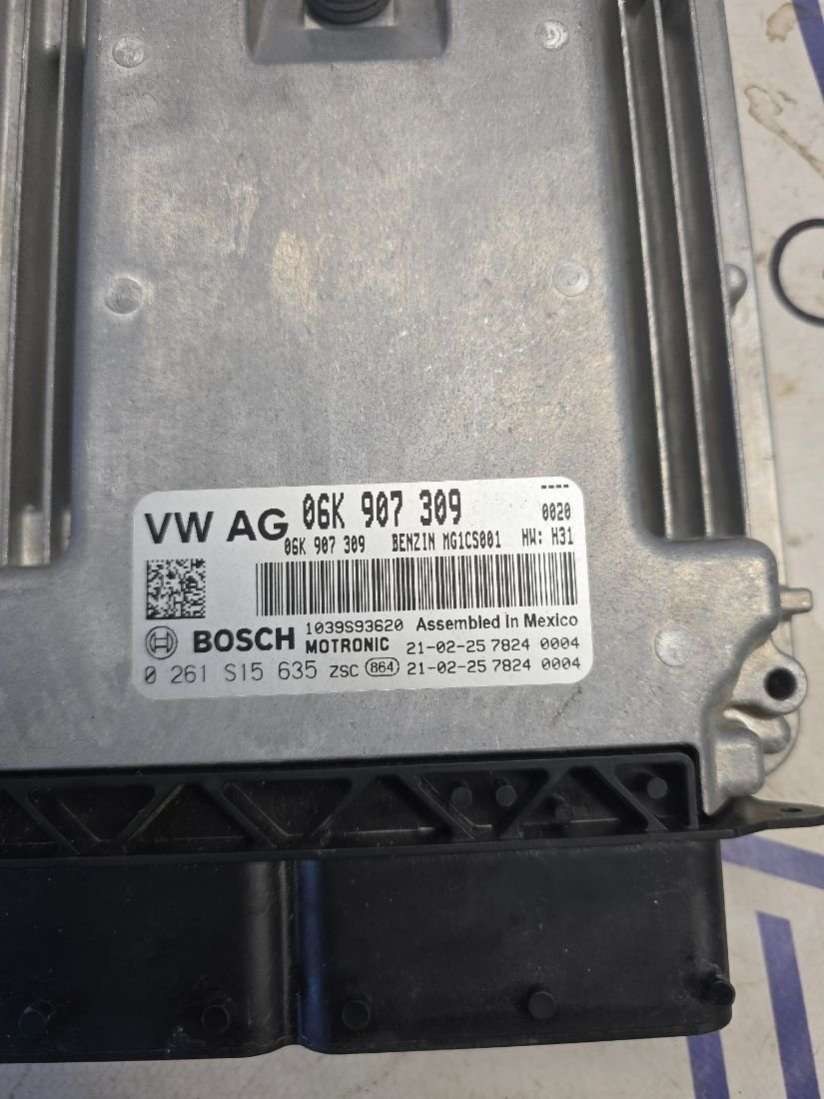 VW AG 06K 907 309 ----
0020
06K 907 309 BENZIN MG1CS001 HW: H31
1039S93620 Assembled in Mexico
BOSCH MOTRONIC 21-02-25 7824 0004
0 261 S15 635 ZSC 864 21-02-25 7824 0004